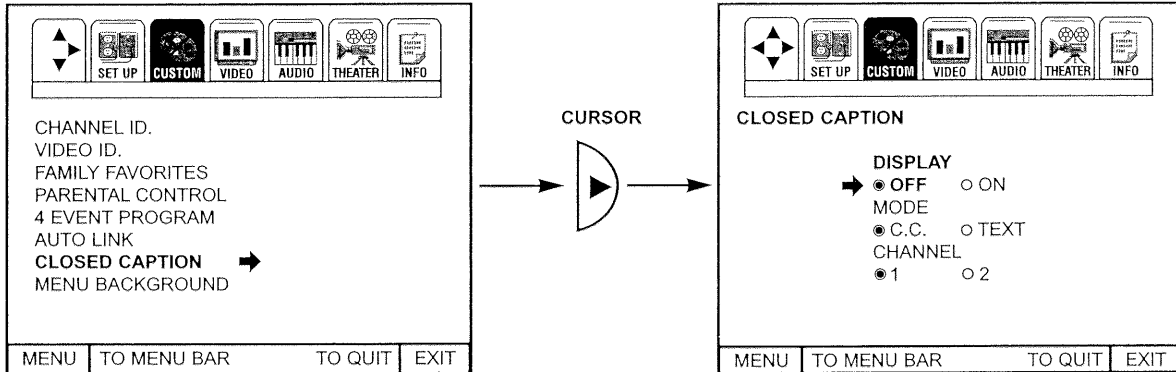 SET UP CUSTOM VIDEO AUDIO THEATER INFO
CHANNEL ID.
VIDEO ID.
FAMILY FAVORITES
PARENTAL CONTROL
4 EVENT PROGRAM
AUTO LINK
CLOSED CAPTION
MENU BACKGROUND
MENU TO MENU BAR TO QUIT EXIT
CURSOR
SET UP CUSTOM VIDEO AUDIO THEATER INFO
CLOSED CAPTION
DISPLAY
OFF ON
MODE
C.C. TEXT
CHANNEL
1 2
MENU TO MENU BAR TO QUIT EXIT